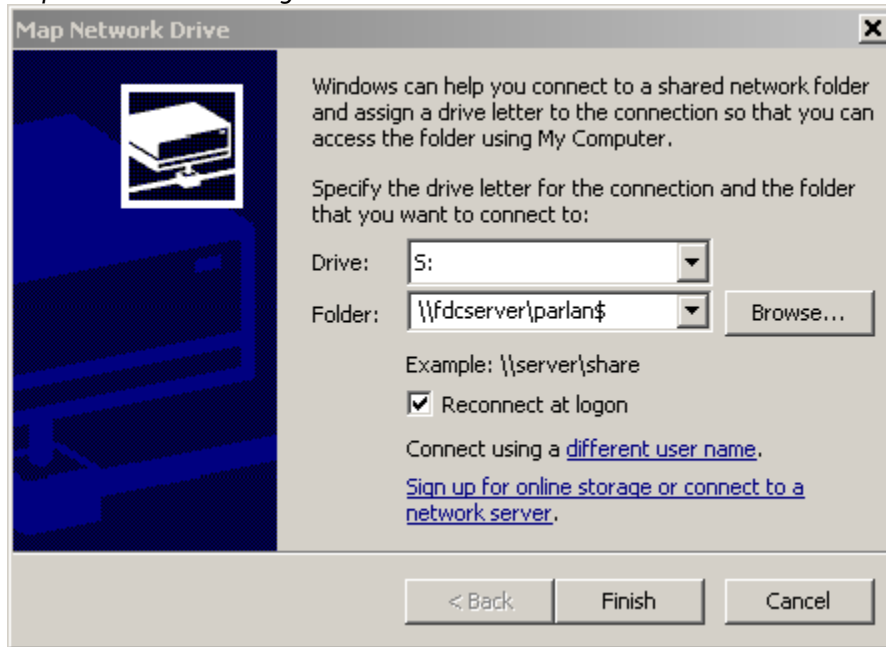 Map Network Drive
Windows can help you connect to a shared network folder
and assign a drive letter to the connection so that you can
access the folder using My Computer.
Specify the drive letter for the connection and the folder
that you want to connect to:
Drive: S:
Folder: \\fdcserver\parlan$ Browse...
Example: \\server\share
Reconnect at logon
Connect using a different user name.
Sign up for online storage or connect to a
network server.
< Back Finish Cancel